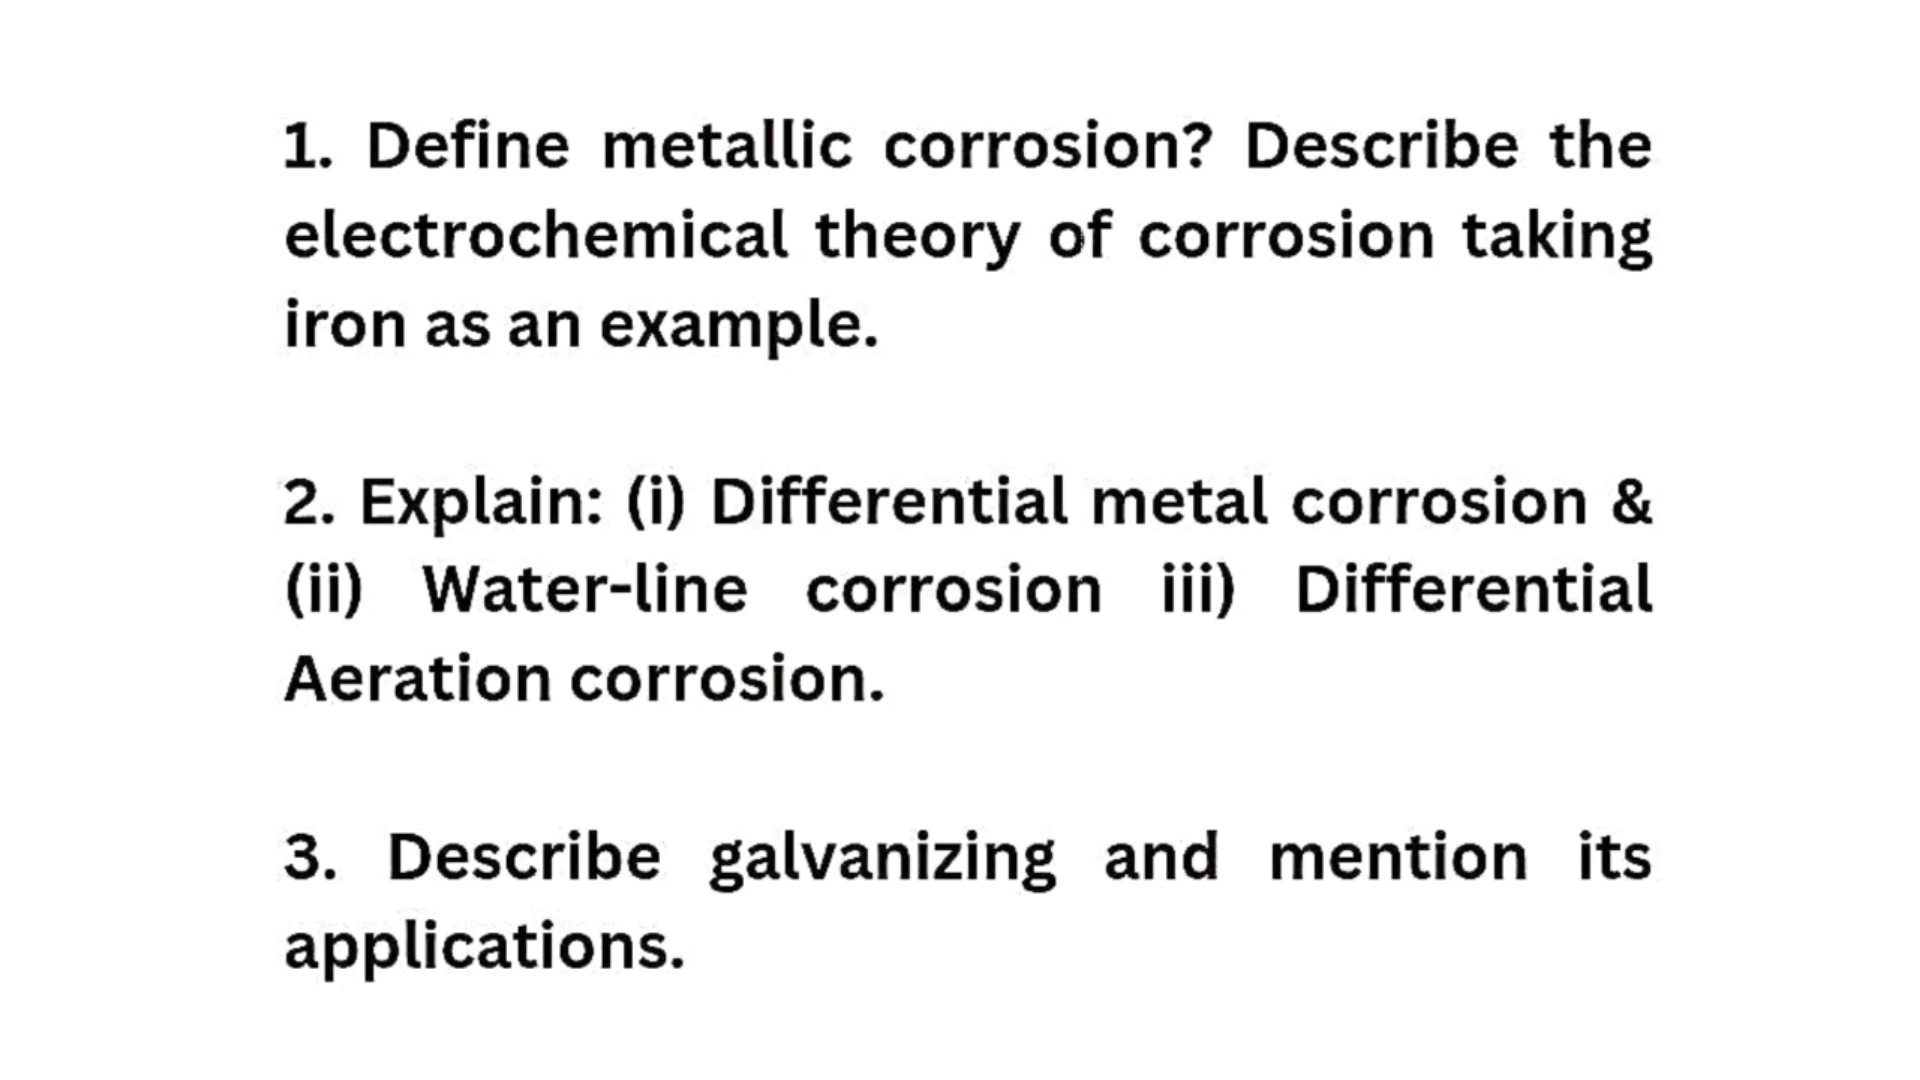 1. Define metallic corrosion? Describe the
electrochemical theory of corrosion taking
iron as an example.
2. Explain: (i) Differential metal corrosion &
(ii) Water-line corrosion iii) Differential
Aeration corrosion.
3. Describe galvanizing and mention its
applications.